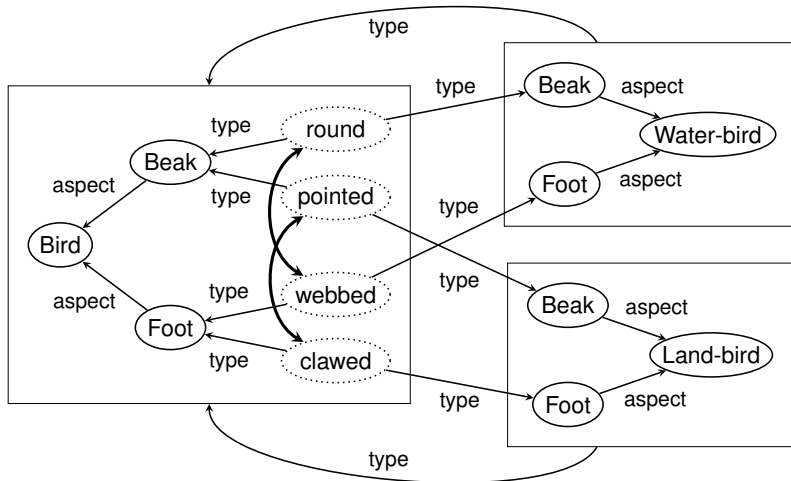 type
Beak
aspect
type
round
type
Water-bird
Beak
type
pointed
Foot
aspect
aspect
type
Bird
type
webbed
type
Beak
aspect
aspect
Foot
type
clawed
Land-bird
type
Foot
aspect
type